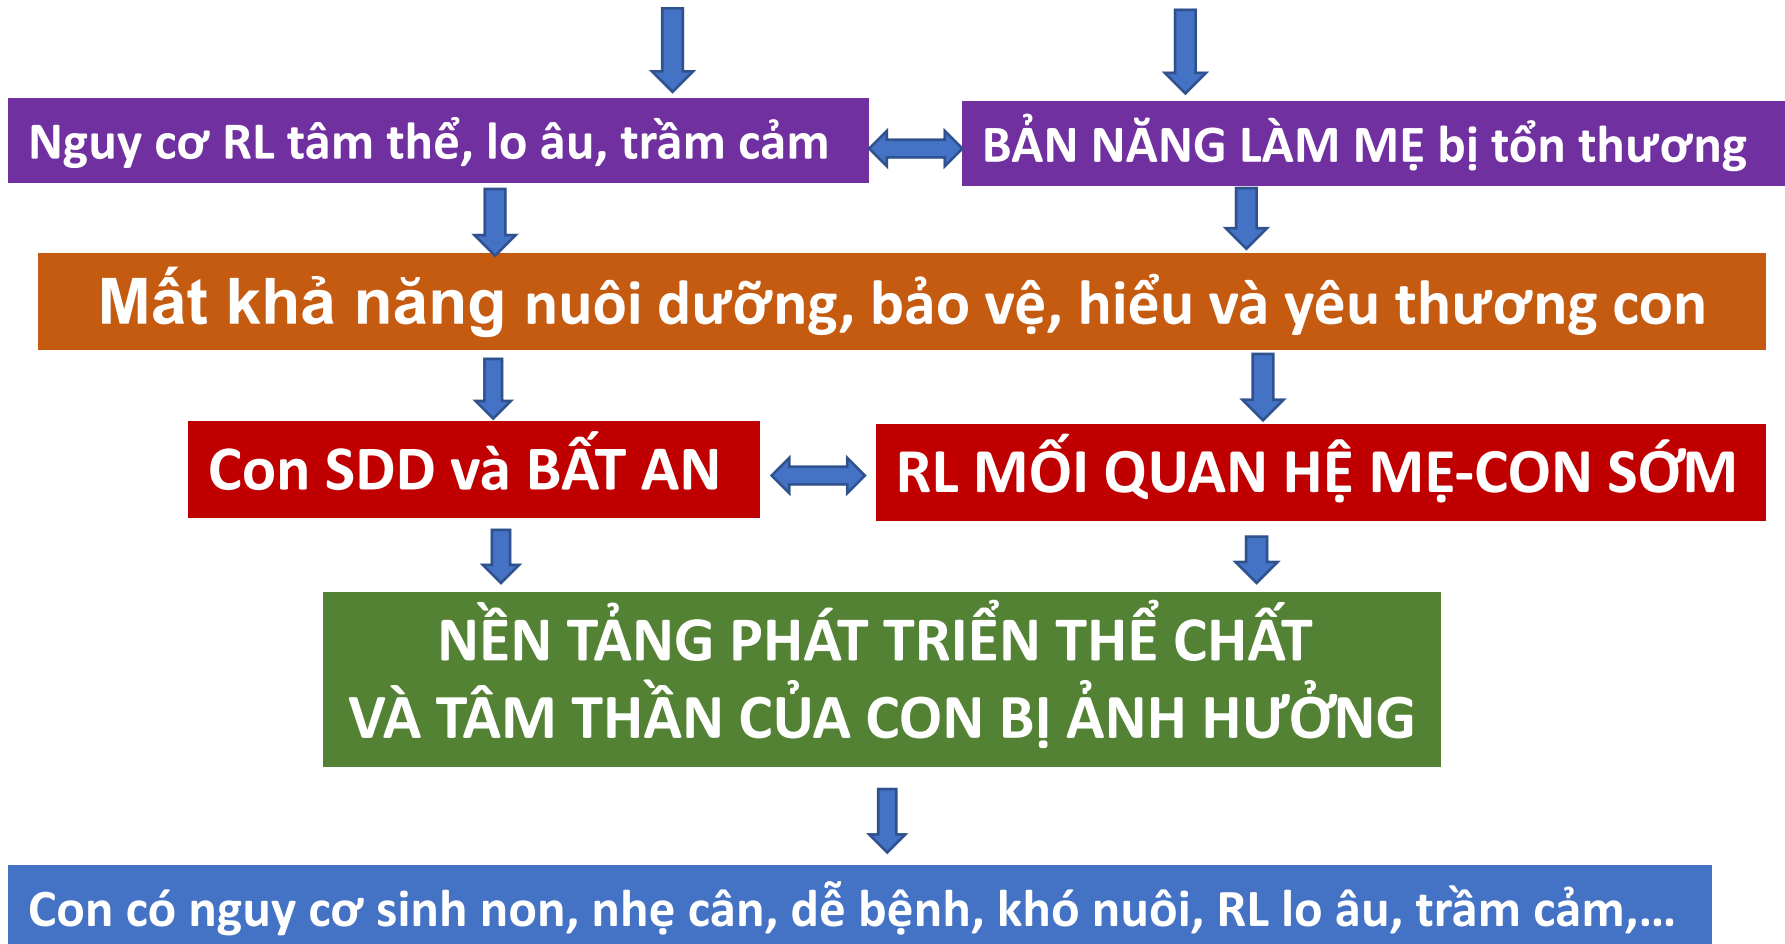 Nguy cơ RL tâm thể, lo âu, trầm cảm
BẢN NĂNG LÀM MẸ bị tổn thương
Mất khả năng nuôi dưỡng, bảo vệ, hiểu và yêu thương con
Con SDD và BẤT AN
RL MỐI QUAN HỆ MẸ-CON SỚM
NỀN TẢNG PHÁT TRIỂN THỂ CHẤT
VÀ TÂM THẦN CỦA CON BỊ ẢNH HƯỞNG
Con có nguy cơ sinh non, nhẹ cân, dễ bệnh, khó nuôi, RL lo âu, trầm cảm,...